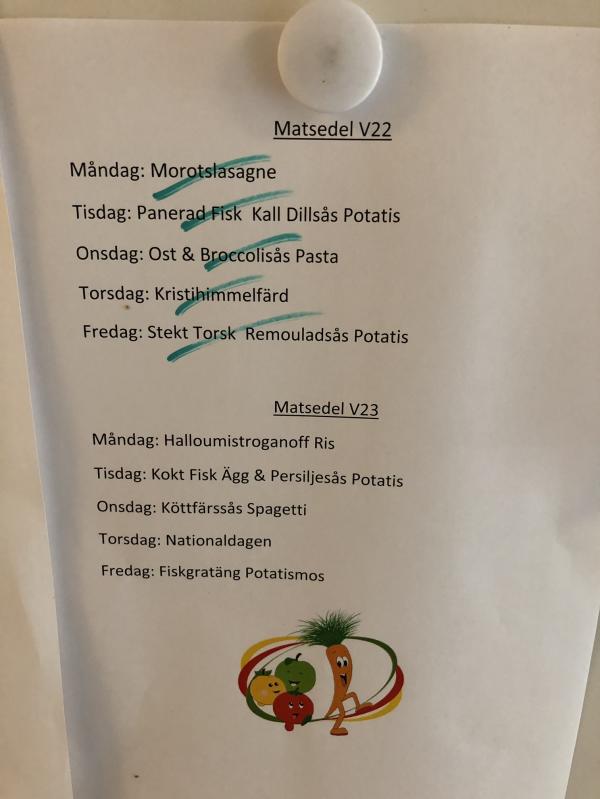 Matsedel V22
Måndag: Morotslasagne
Tisdag: Panerad Fisk Kall Dillsås Potatis
Onsdag: Ost & Broccolisås Pasta
Torsdag: Kristihimmelfärd
Fredag: Stekt Torsk Remouladsås Potatis
Matsedel V23
Måndag: Halloumistroganoff Ris
Tisdag: Kokt Fisk Ägg & Persiljesås Potatis
Onsdag: Köttfärssås Spagetti
Torsdag: Nationaldagen
Fredag: Fiskgratäng Potatismos